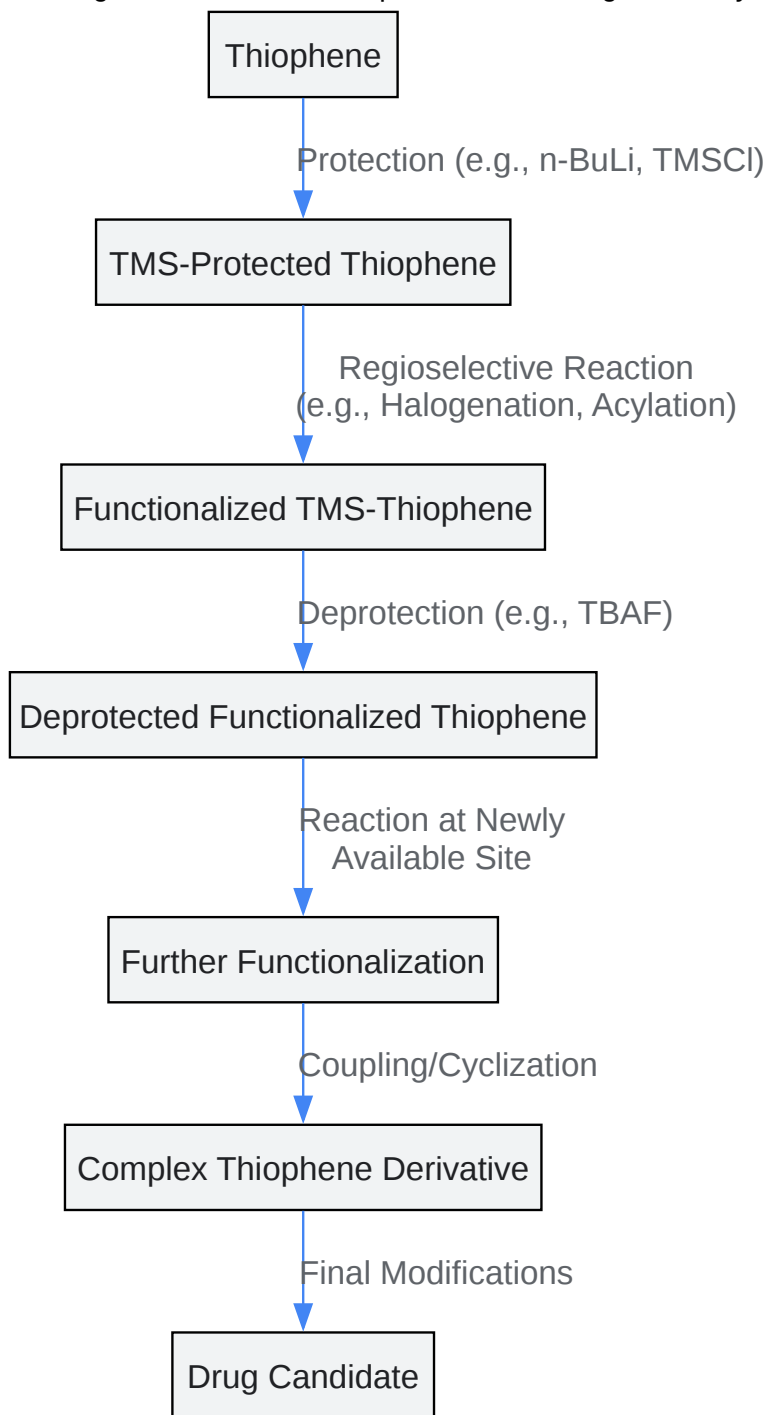 Thiophene
Protection (e.g., n-BuLi, TMSCl)
TMS-Protected Thiophene
Regioselective Reaction
(e.g., Halogenation, Acylation)
Functionalized TMS-Thiophene
Deprotection (e.g., TBAF)
Deprotected Functionalized Thiophene
Reaction at Newly
Available Site
Further Functionalization
Coupling/Cyclization
Complex Thiophene Derivative
Final Modifications
Drug Candidate